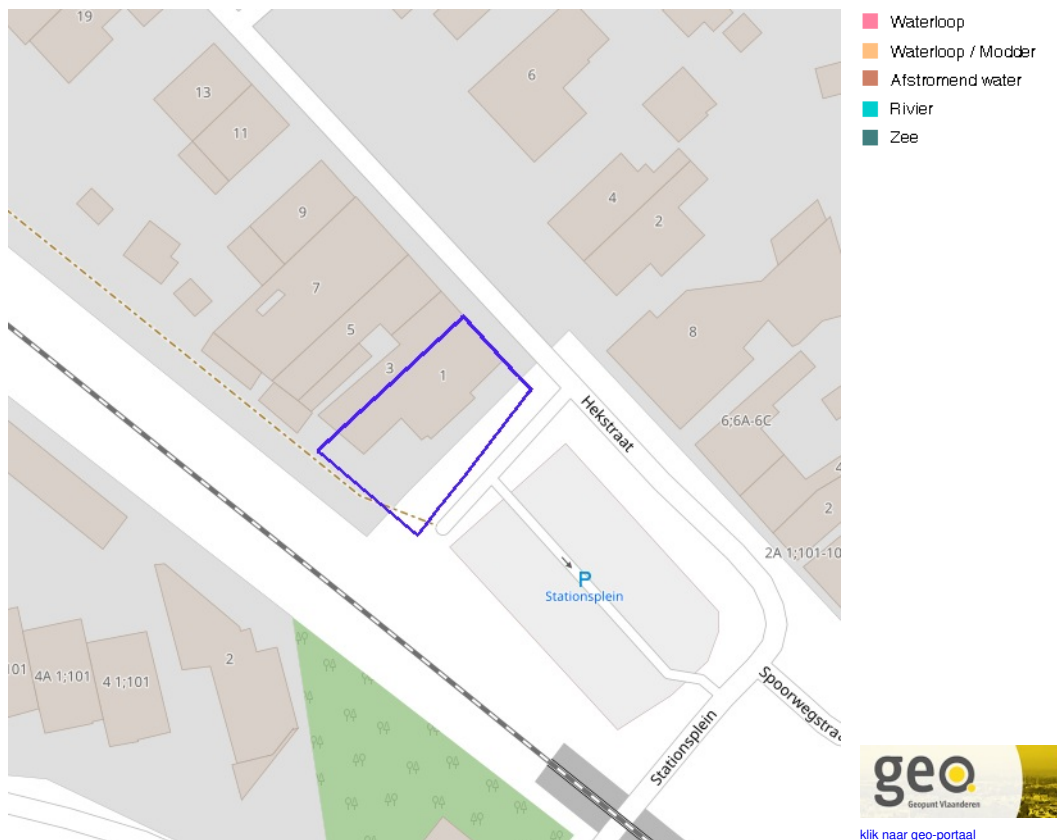 19
13
11
9
7
5
3
1
6
4
2
8
6;6A-6C
4
2
2A 1;101-10
Hekstraat
P
Stationsplein
Spoorwegstraa
Stationsplein
101
4A 1;101
4 1;101
2
Waterloop
Waterloop / Modder
Afstromend water
Rivier
Zee
geo
Geopunt Vlaanderen
klik naar geo-portaal